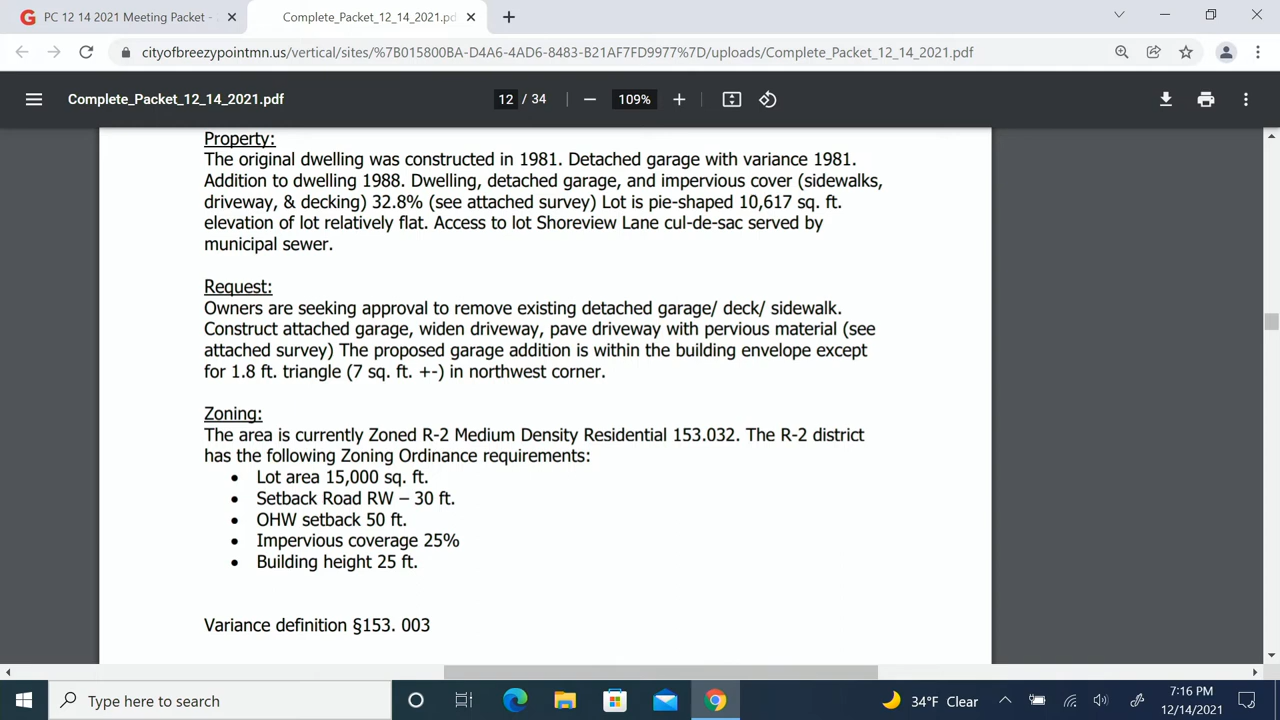 PC 12 14 2021 Meeting Packet -
Complete_Packet_12_14_2021.pd
cityofbreezypointmn.us/vertical/sites/%7B015800BA-D4A6-4AD6-8483-B21AF7FD9977%7D/uploads/Complete_Packet_12_14_2021.pdf
Complete_Packet_12_14_2021.pdf
12 / 34
109%
Property:
The original dwelling was constructed in 1981. Detached garage with variance 1981.
Addition to dwelling 1988. Dwelling, detached garage, and impervious cover (sidewalks,
driveway, & decking) 32.8% (see attached survey) Lot is pie-shaped 10,617 sq. ft.
elevation of lot relatively flat. Access to lot Shoreview Lane cul-de-sac served by
municipal sewer.
Request:
Owners are seeking approval to remove existing detached garage/ deck/ sidewalk.
Construct attached garage, widen driveway, pave driveway with pervious material (see
attached survey) The proposed garage addition is within the building envelope except
for 1.8 ft. triangle (7 sq. ft. +-) in northwest corner.
Zoning:
The area is currently Zoned R-2 Medium Density Residential 153.032. The R-2 district
has the following Zoning Ordinance requirements:
• Lot area 15,000 sq. ft.
• Setback Road RW – 30 ft.
• OHW setback 50 ft.
• Impervious coverage 25%
• Building height 25 ft.
Variance definition §153. 003
Type here to search
34°F Clear
7:16 PM
12/14/2021